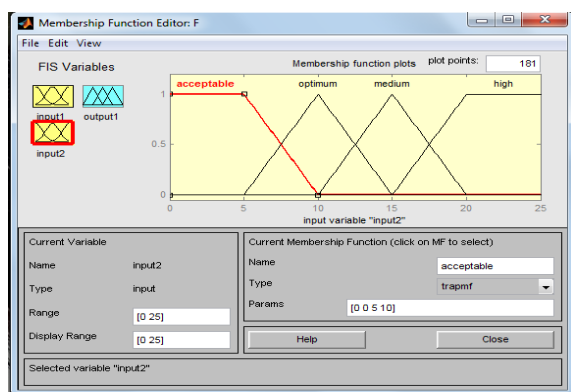 Membership Function Editor: F
File Edit View
FIS Variables
input1 output1
input2
Membership function plots plot points: 181
acceptable optimum medium high
1
0.5
0
0 5 10 15 20 25
input variable "input2"
Current Variable
Name input2
Type input
Range [0 25]
Display Range [0 25]
Current Membership Function (click on MF to select)
Name acceptable
Type trapmf
Params [0 0 5 10]
Help Close
Selected variable "input2"